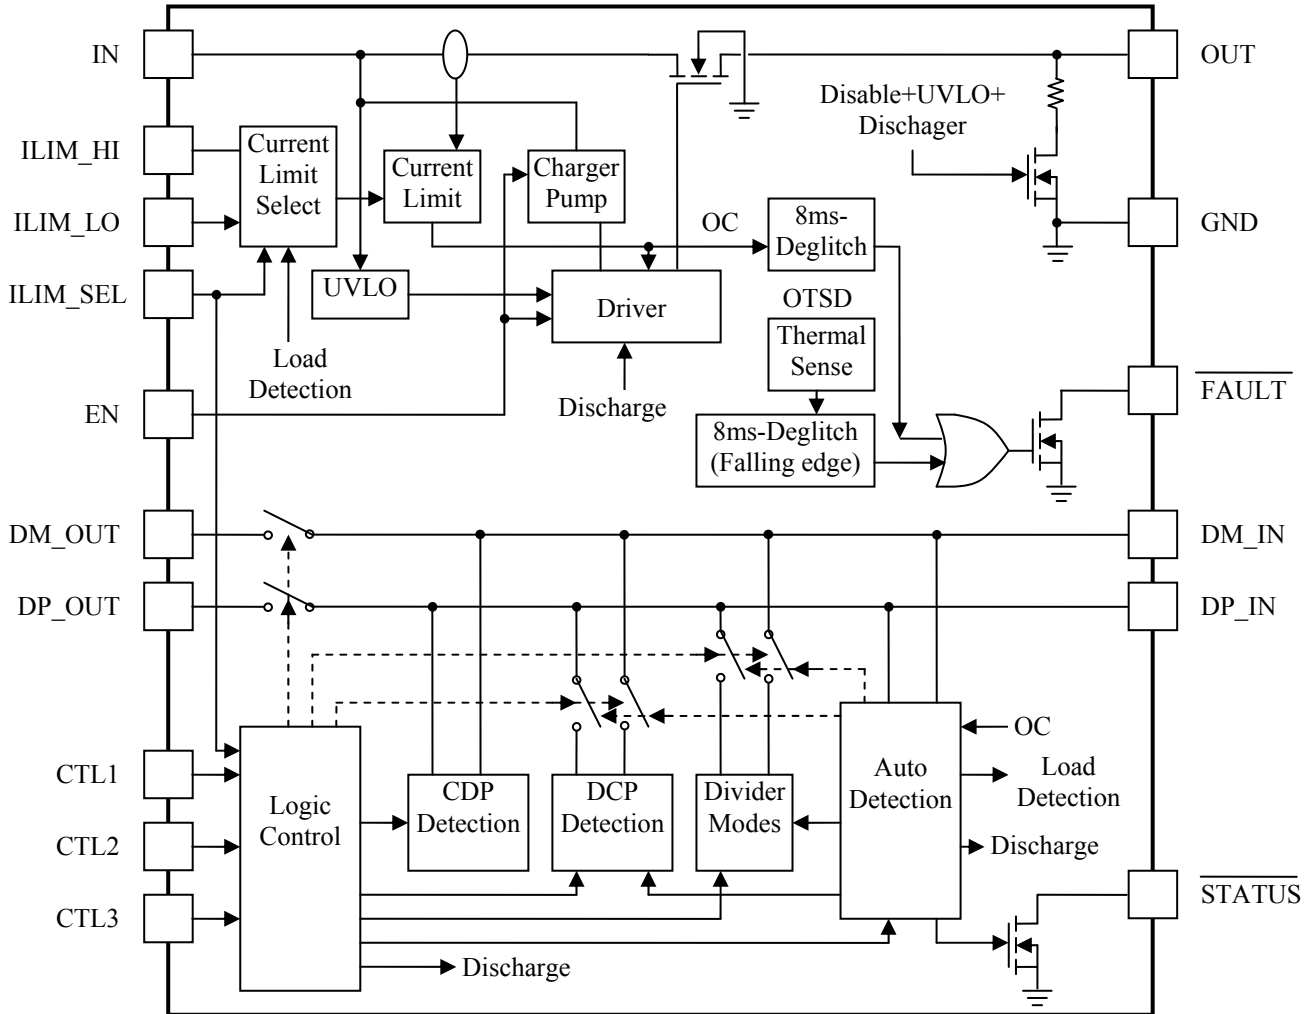 IN
OUT
Disable+UVLO+
Dischager
ILIM_HI
Current
Limit
Select
Current
Limit
Charger
Pump
ILIM_LO
OC
8ms-
Deglitch
GND
ILIM_SEL
UVLO
Driver
OTSD
Thermal
Sense
Load
Detection
Discharge
FAULT
EN
8ms-Deglitch
(Falling edge)
DM_OUT
DM_IN
DP_OUT
DP_IN
OC
CTL1
Logic
Control
CDP
Detection
DCP
Detection
Divider
Modes
Auto
Detection
Load
Detection
CTL2
Discharge
CTL3
STATUS
Discharge